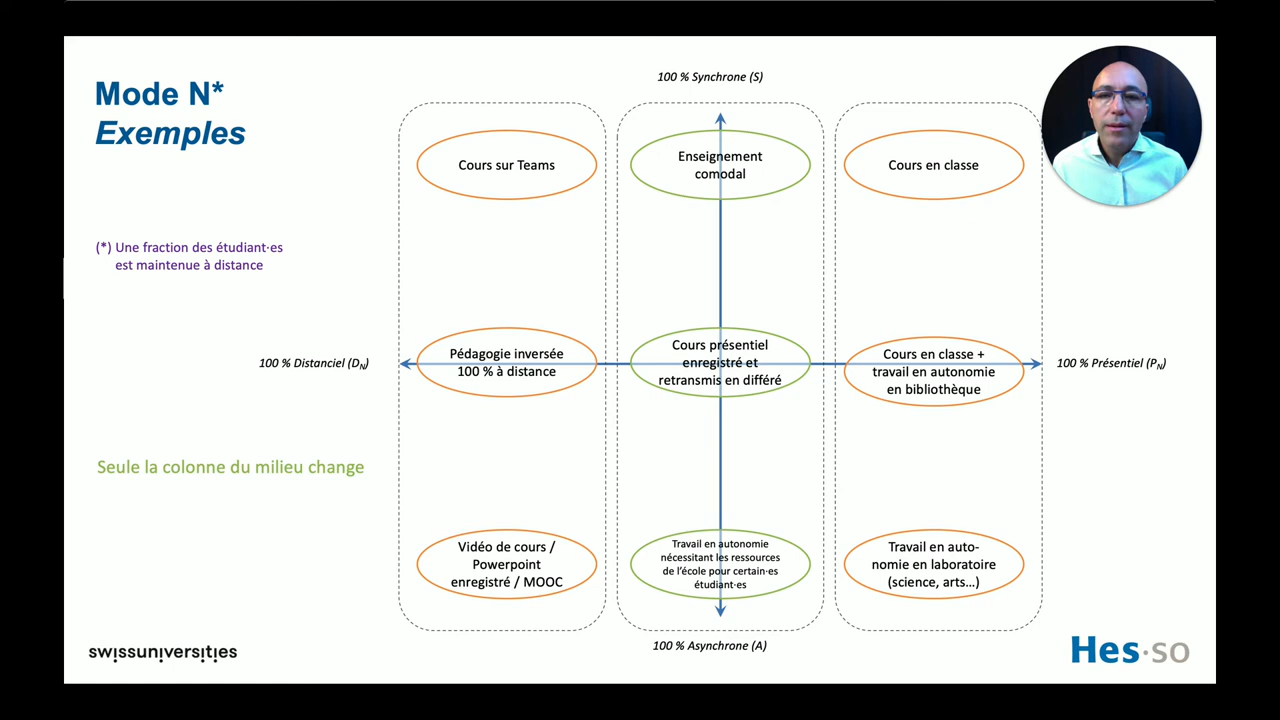 Mode N*
Exemples
(*) Une fraction des étudiant·es
est maintenue à distance
Seule la colonne du milieu change
100 % Synchrone (S)
Cours sur Teams
Enseignement
comodal
Cours en classe
100 % Distanciel (DN)
Pédagogie inversée
100 % à distance
Cours présentiel
enregistré et
retransmis en différé
Cours en classe +
travail en autonomie
en bibliothèque
100 % Présentiel (PN)
Vidéo de cours /
Powerpoint
enregistré / MOOC
Travail en autonomie
nécessitant les ressources
de l'école pour certain·es
étudiant·es
Travail en auto-
nomie en laboratoire
(science, arts…)
100 % Asynchrone (A)
swissuniversities
Hes·so